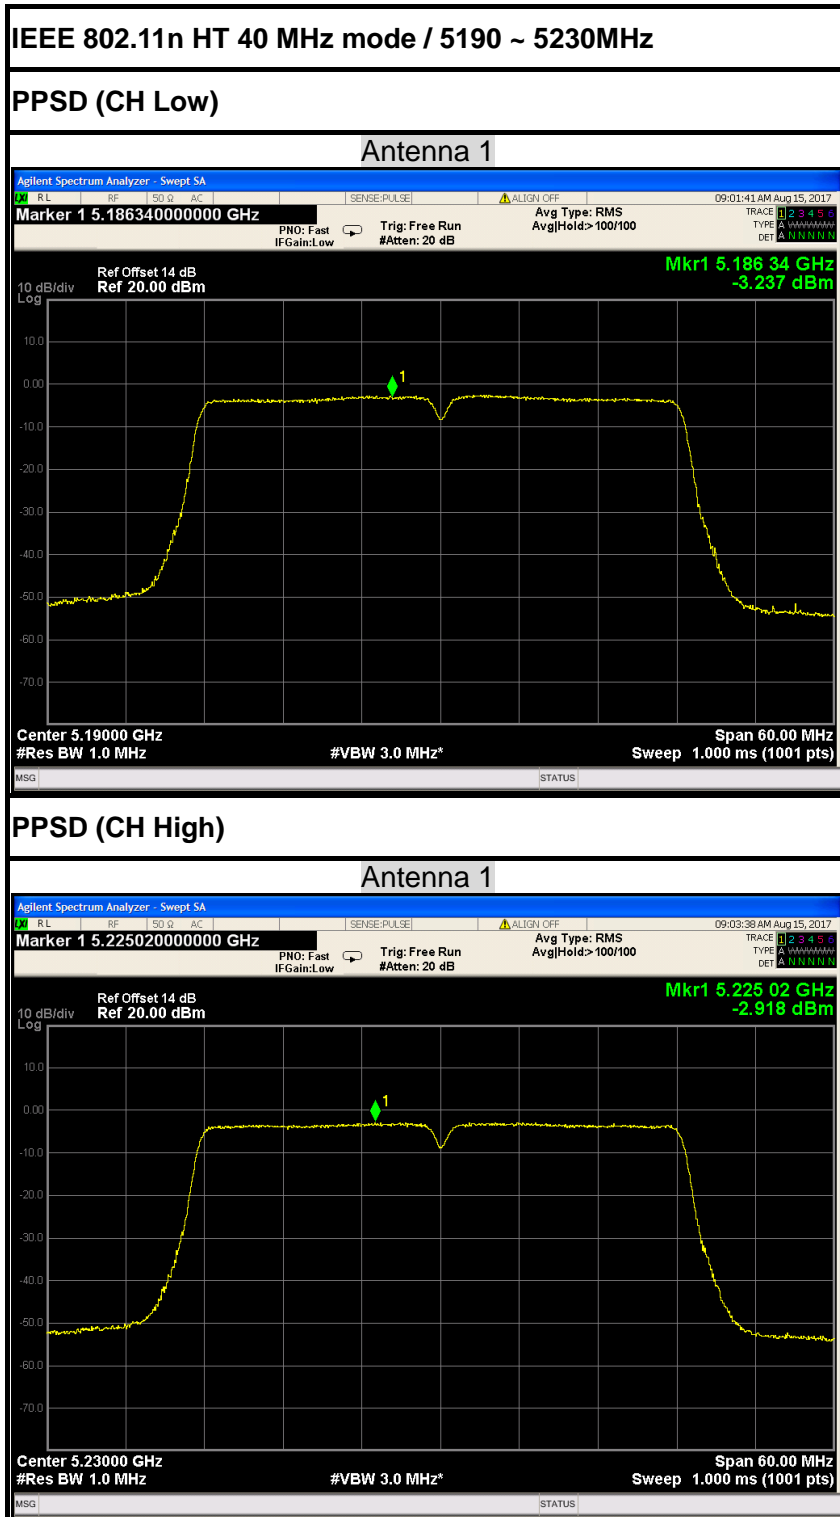 IEEE 802.11n HT 40 MHz mode / 5190 ~ 5230MHz
PPSD (CH Low)
Antenna 1
Agilent Spectrum Analyzer - Swept SA
LXI RL RF 50 Ω AC SENSE:PULSE ALIGN OFF 09:01:41 AM Aug 15, 2017
Marker 1 5.186340000000 GHz Avg Type: RMS TRACE 1 2 3 4 5 6
PNO: Fast Trig: Free Run Avg|Hold:>100/100 TYPE A WWWWW
IFGain:Low #Atten: 20 dB DET A N N N N N
Mkr1 5.186 34 GHz
Ref Offset 14 dB
10 dB/div Ref 20.00 dBm -3.237 dBm
Log
10.0
1
0.00
-10.0
-20.0
-30.0
-40.0
-50.0
-60.0
-70.0
Center 5.19000 GHz Span 60.00 MHz
#Res BW 1.0 MHz #VBW 3.0 MHz* Sweep 1.000 ms (1001 pts)
MSG STATUS
PPSD (CH High)
Antenna 1
Agilent Spectrum Analyzer - Swept SA
LXI RL RF 50 Ω AC SENSE:PULSE ALIGN OFF 09:03:38 AM Aug 15, 2017
Marker 1 5.225020000000 GHz Avg Type: RMS TRACE 1 2 3 4 5 6
PNO: Fast Trig: Free Run Avg|Hold:>100/100 TYPE A WWWWW
IFGain:Low #Atten: 20 dB DET A N N N N N
Mkr1 5.225 02 GHz
Ref Offset 14 dB
10 dB/div Ref 20.00 dBm -2.918 dBm
Log
10.0
1
0.00
-10.0
-20.0
-30.0
-40.0
-50.0
-60.0
-70.0
Center 5.23000 GHz Span 60.00 MHz
#Res BW 1.0 MHz #VBW 3.0 MHz* Sweep 1.000 ms (1001 pts)
MSG STATUS